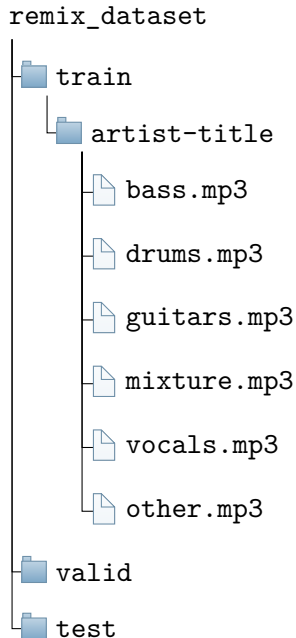 remix_dataset
train
artist-title
bass.mp3
drums.mp3
guitars.mp3
mixture.mp3
vocals.mp3
other.mp3
valid
test